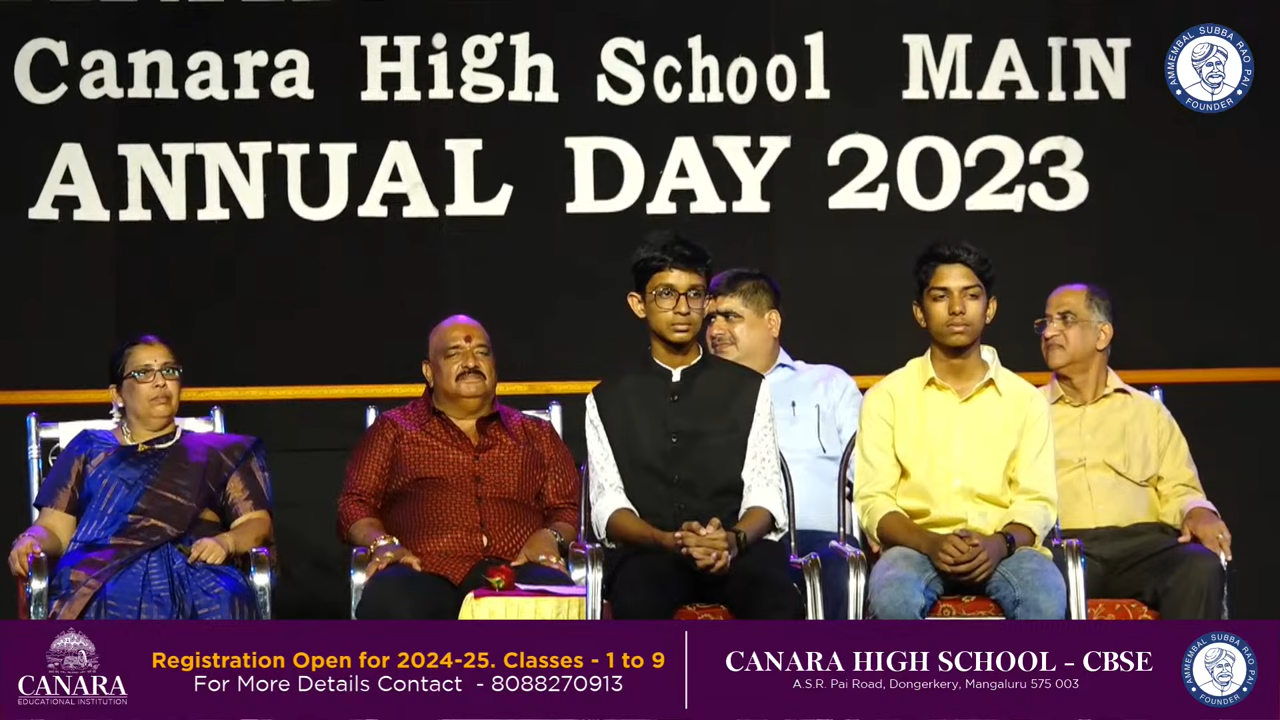 Canara High School MAIN
ANNUAL DAY 2023
AMMEMBAL SUBBA RAO PAI
FOUNDER
CANARA
EDUCATIONAL INSTITUTION
Registration Open for 2024-25. Classes - 1 to 9
For More Details Contact - 8088270913
CANARA HIGH SCHOOL - CBSE
A.S.R. Pai Road, Dongerkery, Mangaluru 575 003
AMMEMBAL SUBBA RAO PAI
FOUNDER